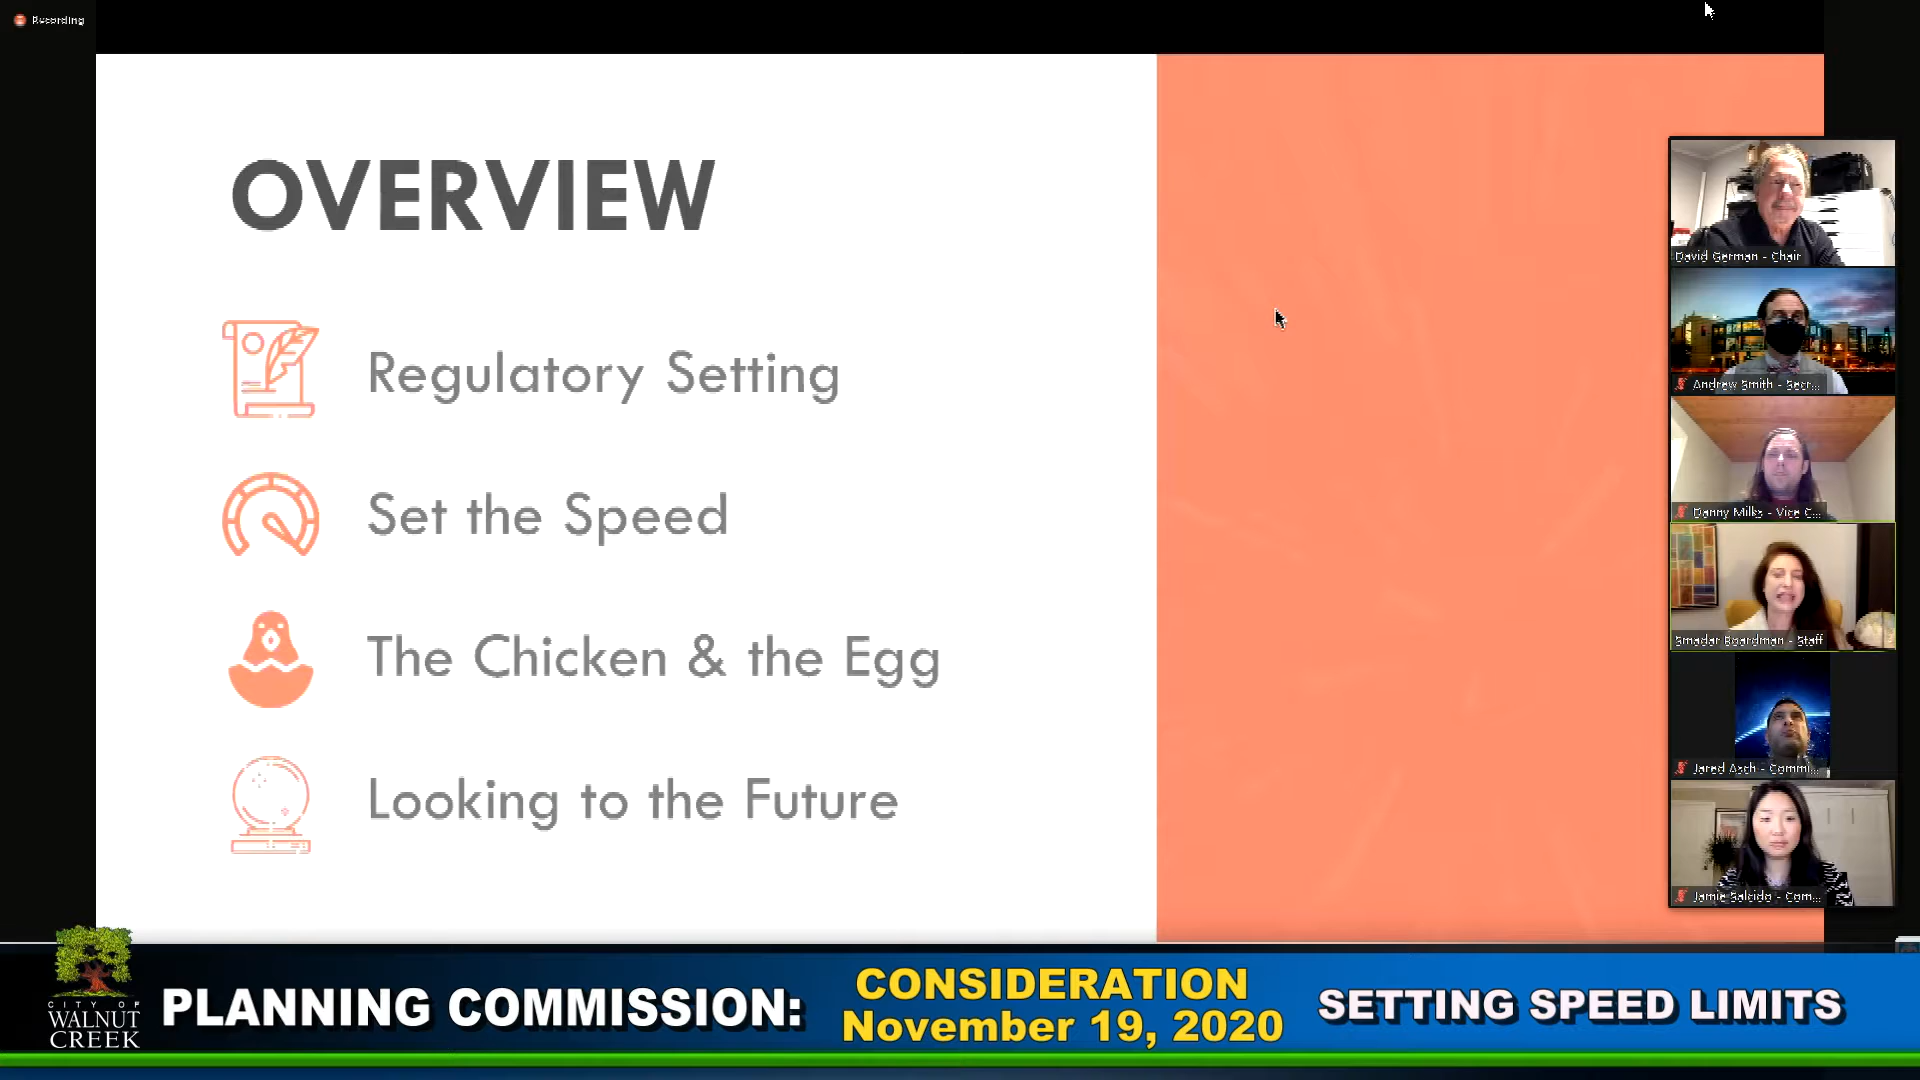 Recording
OVERVIEW
Regulatory Setting
Set the Speed
The Chicken & the Egg
Looking to the Future
David German - Chair
Andrew Smith - Secr...
Danny Milks - Vice C...
Smadar Boardman - Staff
Jared Asch - Commi...
Jamie Salcido - Com...
CITY OF
WALNUT
CREEK
PLANNING COMMISSION:
CONSIDERATION
November 19, 2020
SETTING SPEED LIMITS